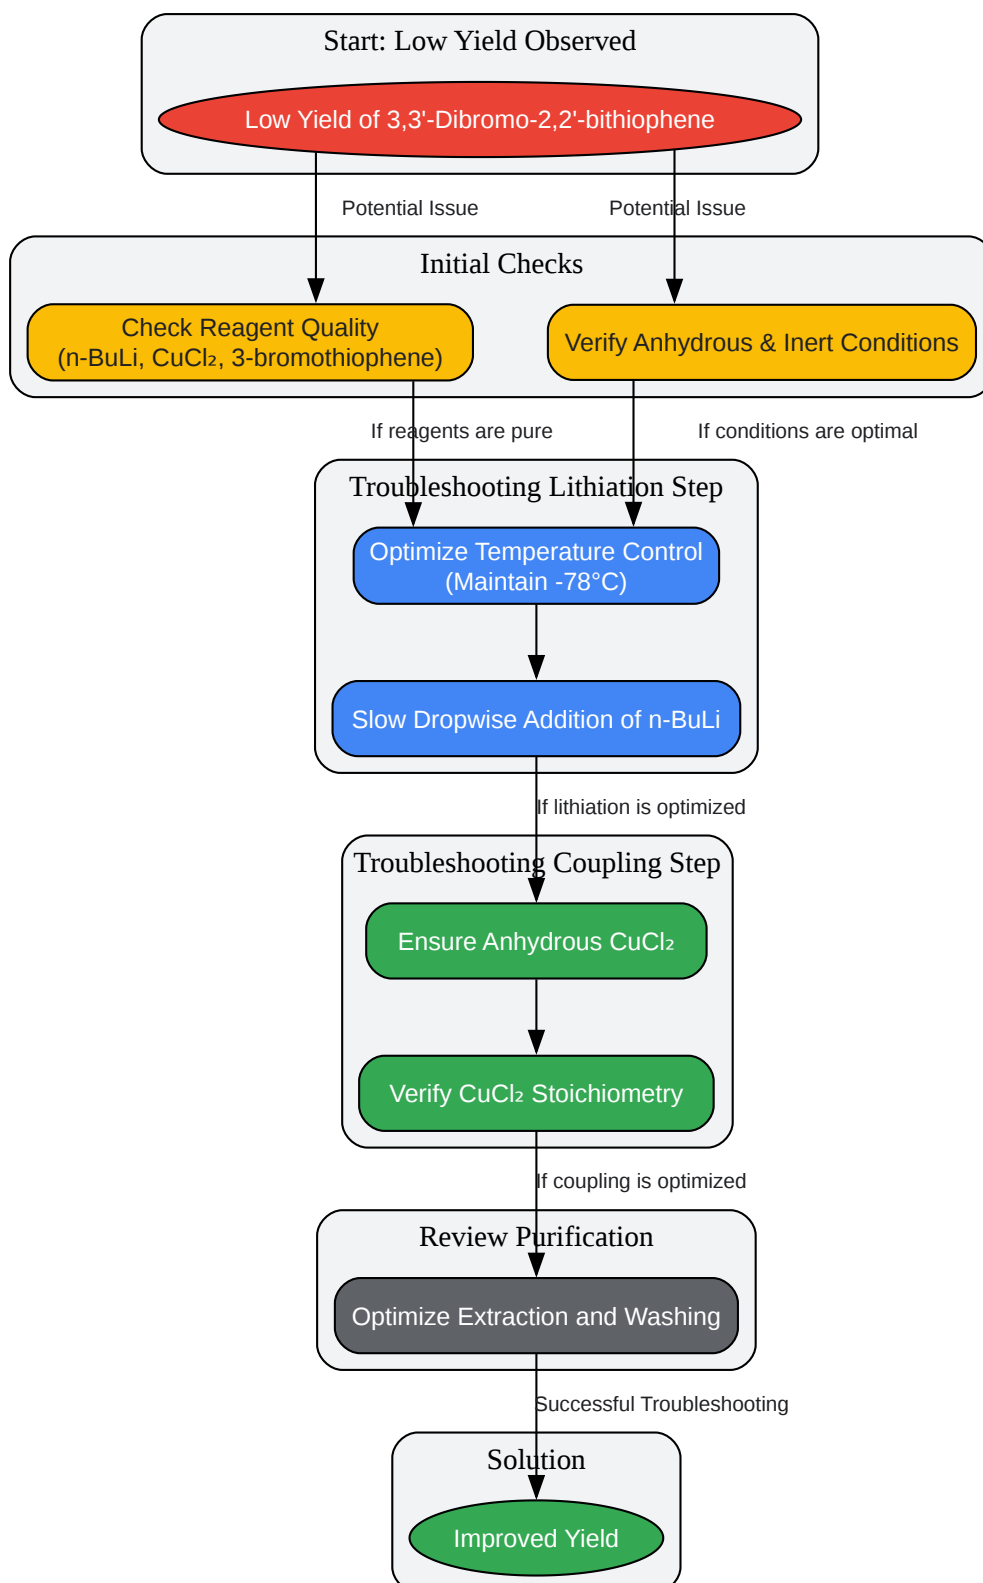 Start: Low Yield Observed
Low Yield of 3,3'-Dibromo-2,2'-bithiophene
Potential Issue
Potential Issue
Initial Checks
Check Reagent Quality
(n-BuLi, CuCl₂, 3-bromothiophene)
Verify Anhydrous & Inert Conditions
If reagents are pure
If conditions are optimal
Troubleshooting Lithiation Step
Optimize Temperature Control
(Maintain -78°C)
Slow Dropwise Addition of n-BuLi
If lithiation is optimized
Troubleshooting Coupling Step
Ensure Anhydrous CuCl₂
Verify CuCl₂ Stoichiometry
If coupling is optimized
Review Purification
Optimize Extraction and Washing
Successful Troubleshooting
Solution
Improved Yield